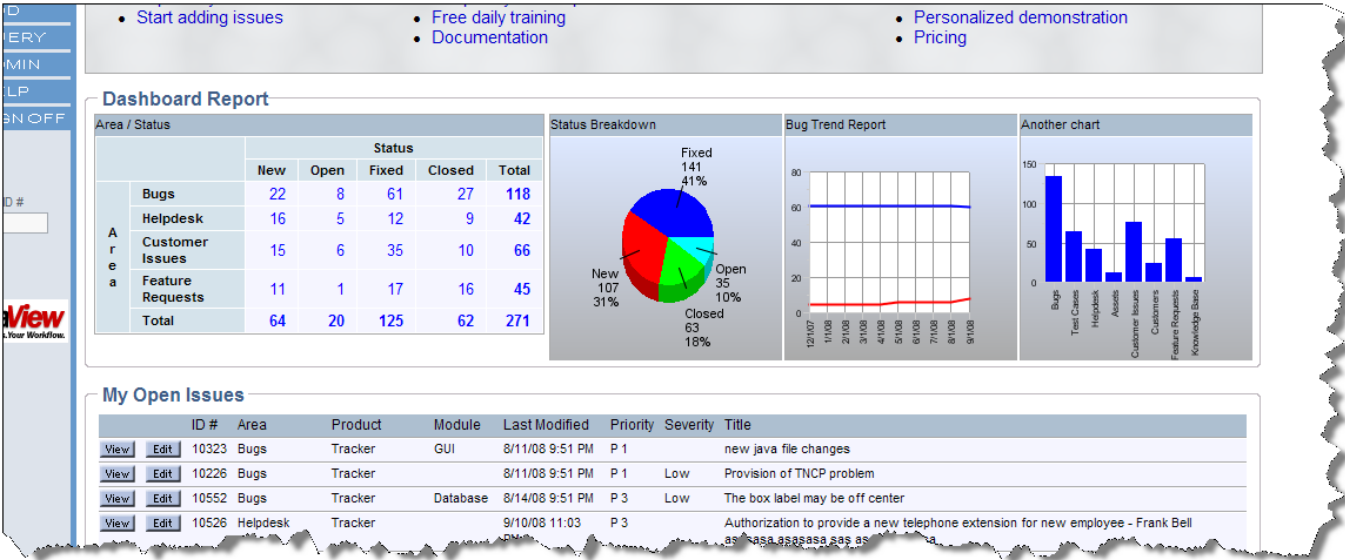 Start adding issues
Free daily training
Personalized demonstration
Documentation
Pricing
ERY
MIN
LP
GN OFF
ID #
View
Your Workflow.
Dashboard Report
Area / Status
Status
New Open Fixed Closed Total
Area
Bugs 22 8 61 27 118
Helpdesk 16 5 12 9 42
Customer
Issues 15 6 35 10 66
Feature
Requests 11 1 17 16 45
Total 64 20 125 62 271
Status Breakdown
Fixed
141
41%
New
107
31%
Open
35
10%
Closed
63
18%
Bug Trend Report
80
60
40
20
0
12/1/07 1/1/08 2/1/08 3/1/08 4/1/08 5/1/08 6/1/08 7/1/08 8/1/08 9/1/08
Another chart
150
100
50
0
Bugs
Test Cases
Helpdesk
Assets
Customer Issues
Customers
Feature Requests
Knowledge Base
My Open Issues
ID # Area Product Module Last Modified Priority Severity Title
View Edit 10323 Bugs Tracker GUI 8/11/08 9:51 PM P 1 new java file changes
View Edit 10226 Bugs Tracker 8/11/08 9:51 PM P 1 Low Provision of TNCP problem
View Edit 10552 Bugs Tracker Database 8/14/08 9:51 PM P 3 Low The box label may be off center
View Edit 10526 Helpdesk Tracker 9/10/08 11:03 P 3 Authorization to provide a new telephone extension for new employee - Frank Bell